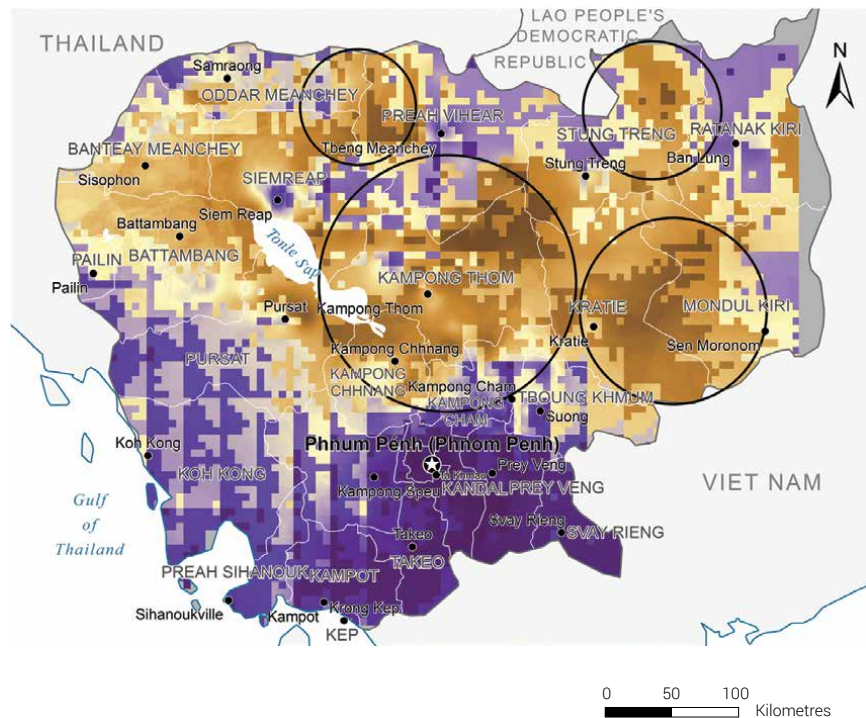 LAO PEOPLE'S
DEMOCRATIC
REPUBLIC
THAILAND
N
Samraong
ODDAR MEANCHEY
PREAH VIHEAR
STUNG TRENG
RATANAK KIRI
BANTEAY MEANCHEY
Tbeng Meanchey
Stung Treng
Ban Lung
Sisophon
SIEMREAP
Siem Reap
Battambang
Tonle Sap
PAILIN
BATTAMBANG
Pailin
KAMPONG THOM
Pursat
Kampong Thom
KRATIE
MONDUL KIRI
Kratie
Sen Moronom
Kampong Chhnang
PURSAT
KAMPONG
CHHNANG
Kampong Cham
KAMPONG
CHAM
TBOUNG KHMUM
Suong
Phnum Pénh (Phnom Penh)
Koh Kong
KOH KONG
Prey Veng
Kampong Speu
KANDAL
PREY VENG
VIET NAM
Gulf
of
Thailand
Svay Rieng
SVAY RIENG
Takeo
TAKEO
PREAH SIHANOUK
KAMPOT
Sihanoukville
Kampot
Krong Kep
KEP
0 50 100
Kilometres